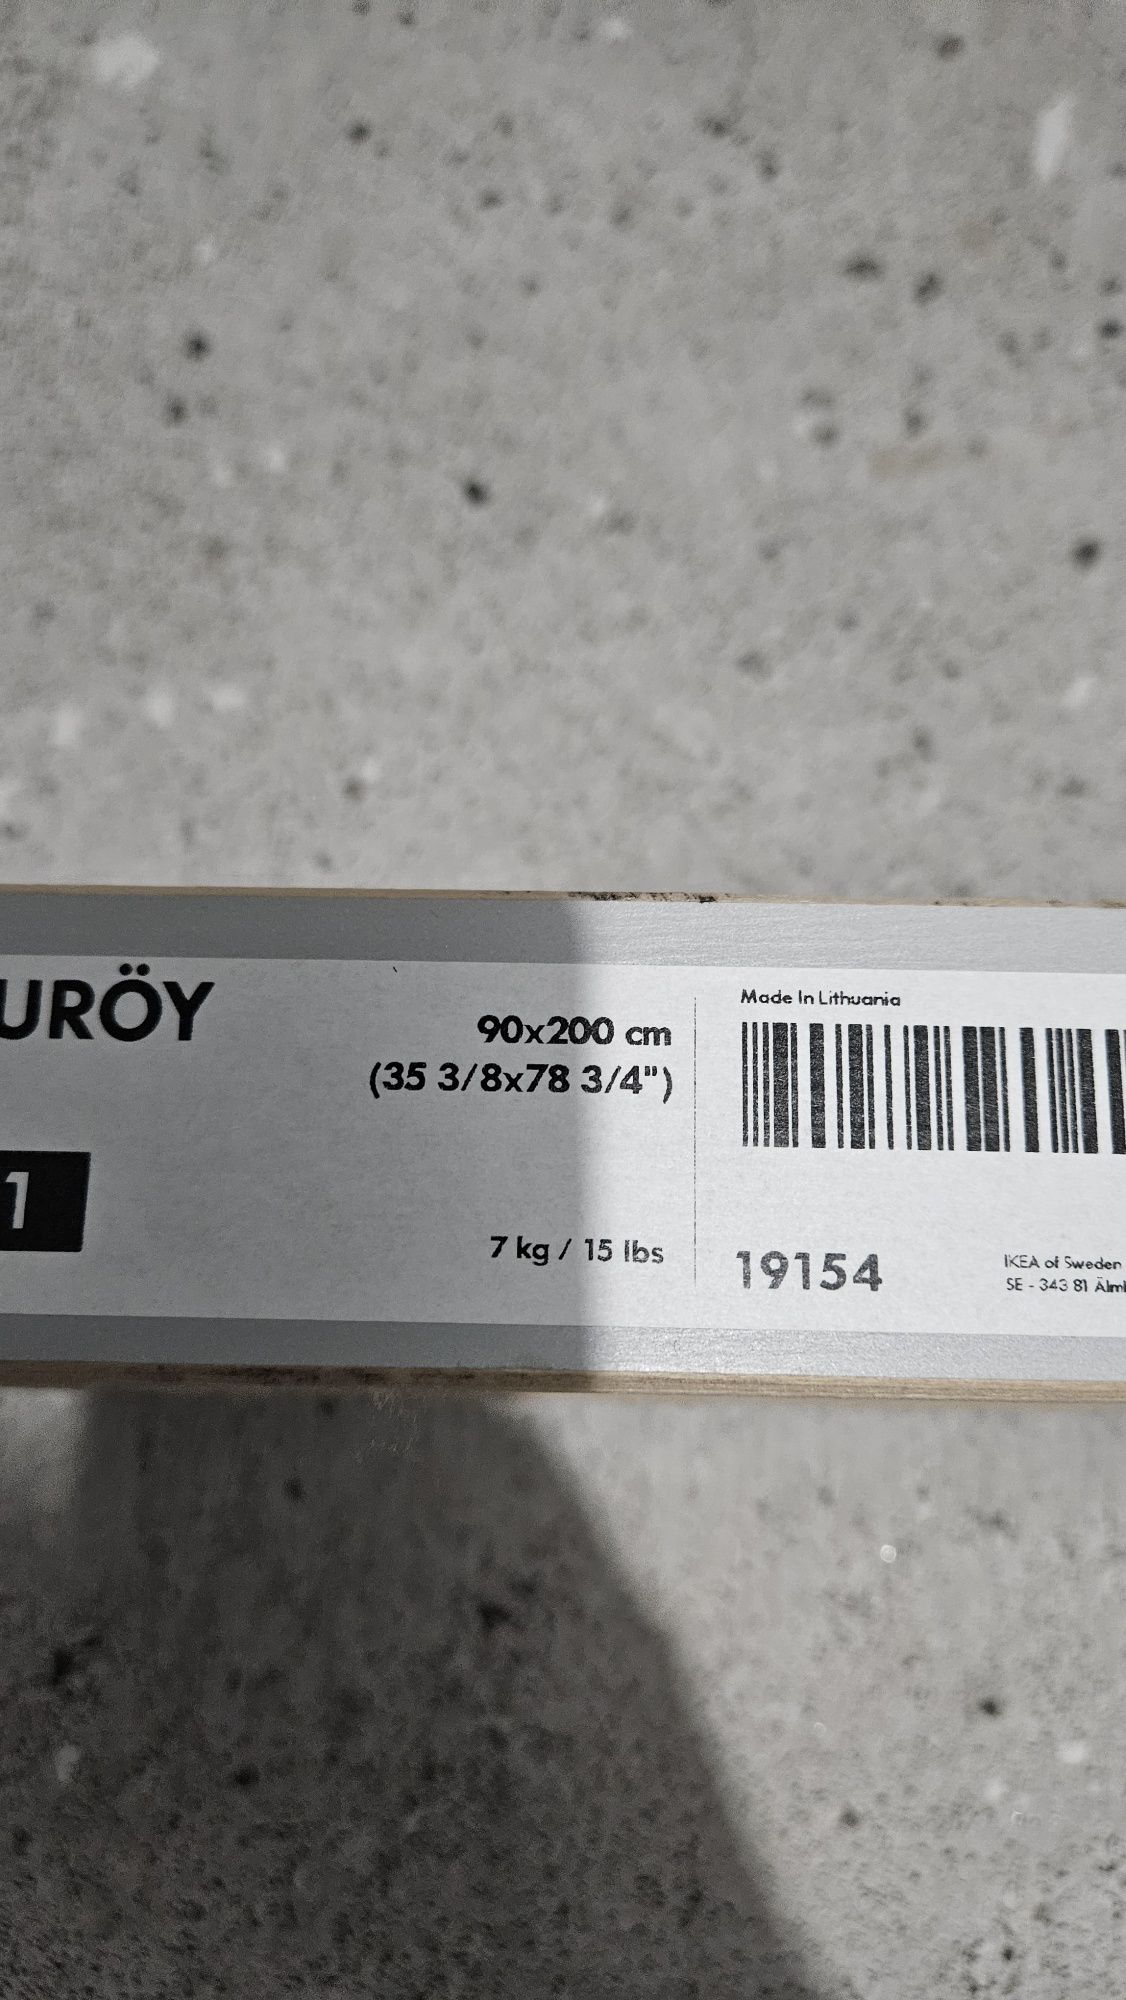 URÖY
90x200 cm
(35 3/8x78 3/4")
1
7 kg / 15 lbs
Made In Lithuania
19154
IKEA of Sweden
SE - 343 81 Älml